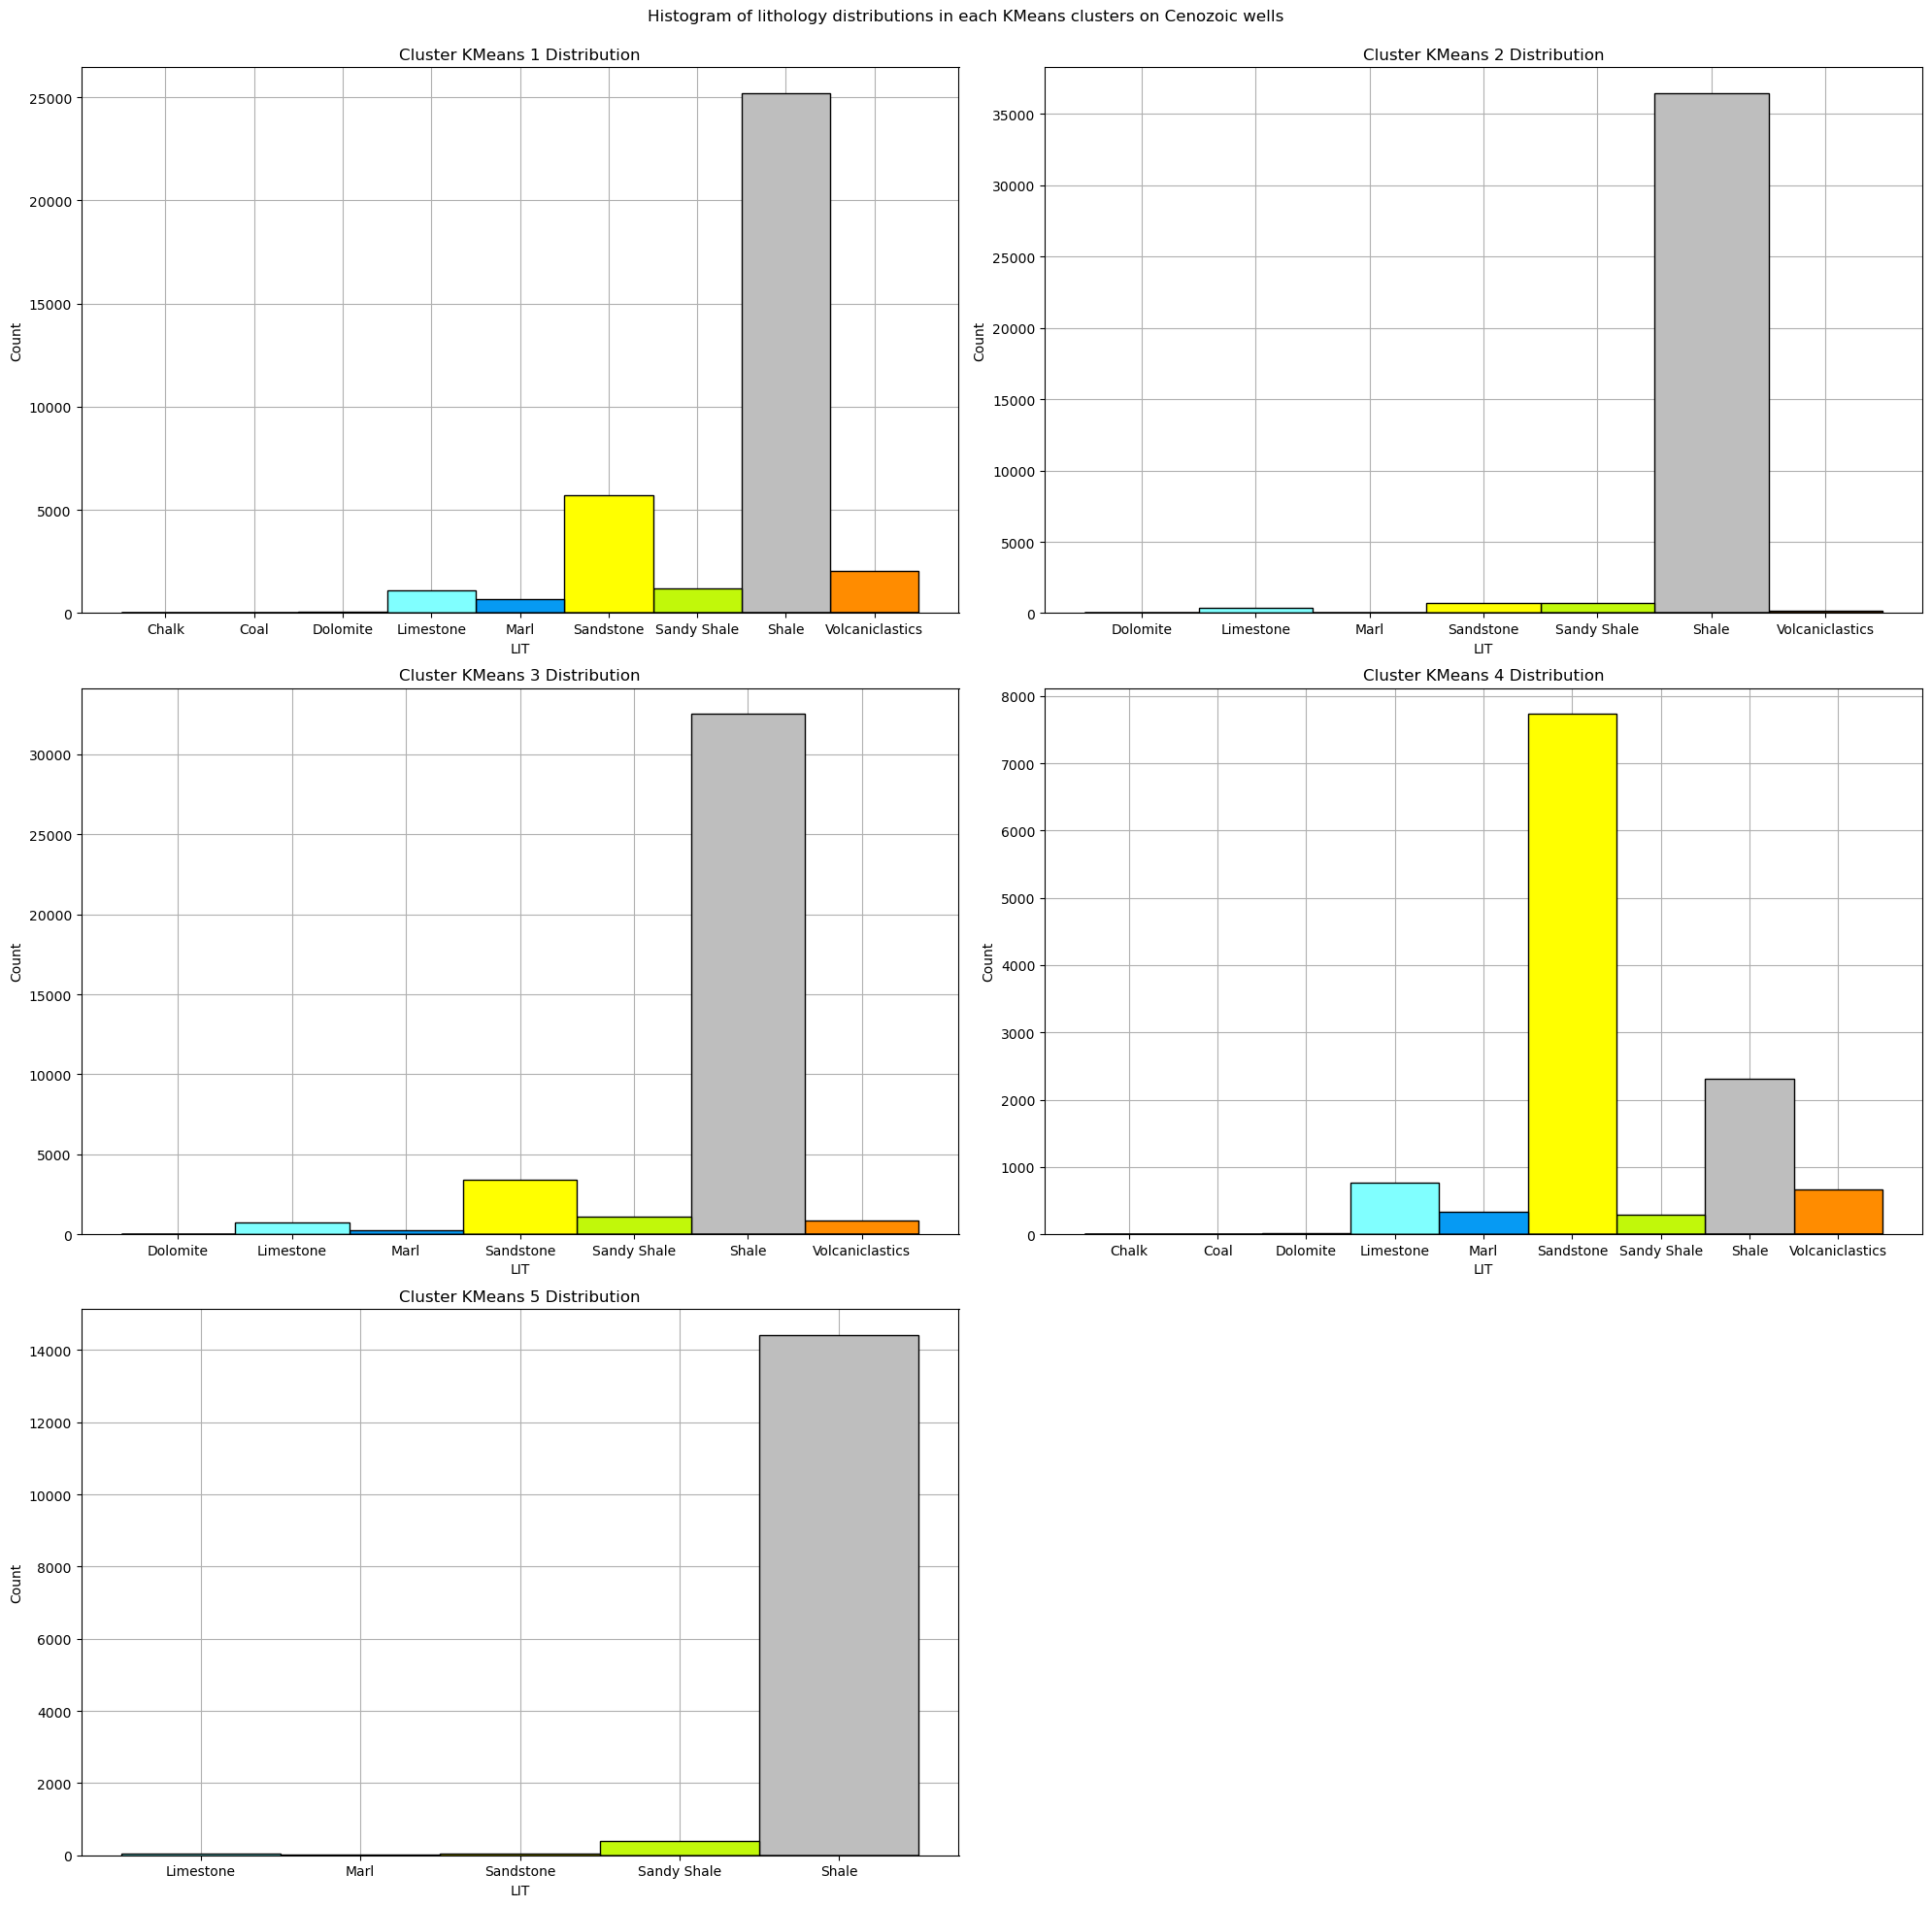 Histogram of lithology distributions in each KMeans clusters on Cenozoic wells
Cluster KMeans 1 Distribution
25000
20000
15000
10000
5000
0
Count
Chalk Coal Dolomite Limestone Marl Sandstone Sandy Shale Shale Volcaniclastics
LIT
Cluster KMeans 2 Distribution
35000
30000
25000
20000
15000
10000
5000
0
Count
Dolomite Limestone Marl Sandstone Sandy Shale Shale Volcaniclastics
LIT
Cluster KMeans 3 Distribution
30000
25000
20000
15000
10000
5000
0
Count
Dolomite Limestone Marl Sandstone Sandy Shale Shale Volcaniclastics
LIT
Cluster KMeans 4 Distribution
8000
7000
6000
5000
4000
3000
2000
1000
0
Count
Chalk Coal Dolomite Limestone Marl Sandstone Sandy Shale Shale Volcaniclastics
LIT
Cluster KMeans 5 Distribution
14000
12000
10000
8000
6000
4000
2000
0
Count
Limestone Marl Sandstone Sandy Shale Shale
LIT